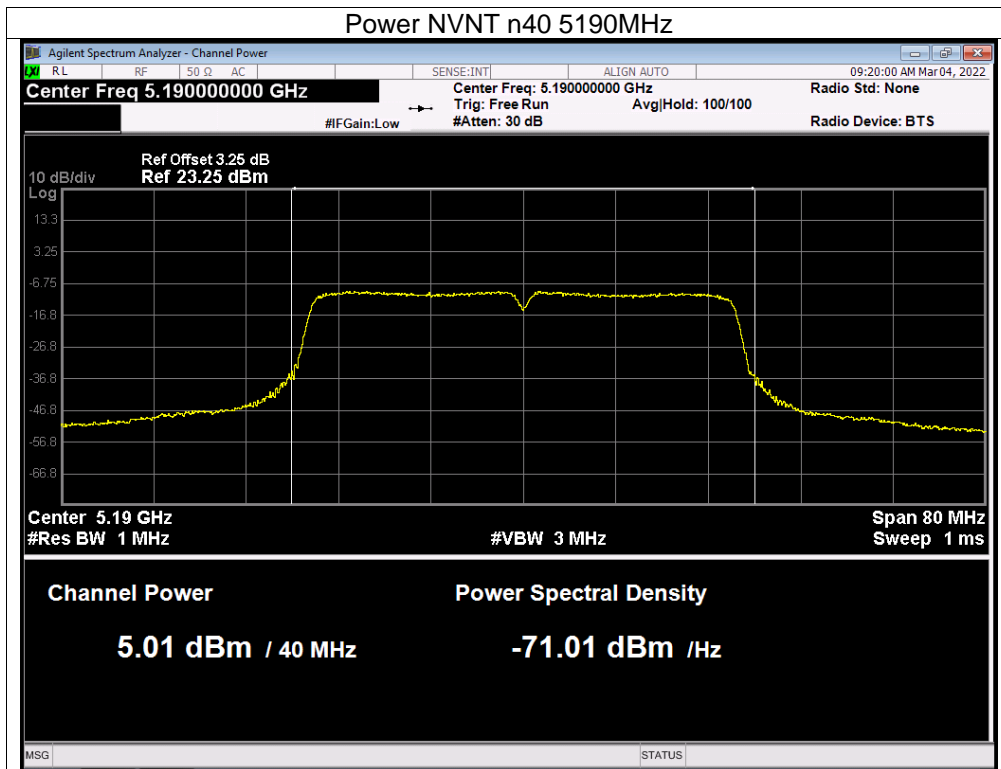 Power NVNT n40 5190MHz
Agilent Spectrum Analyzer - Channel Power
LXI RL RF 50 Ω AC SENSE:INT ALIGN AUTO 09:20:00 AM Mar 04, 2022
Center Freq 5.190000000 GHz Center Freq: 5.190000000 GHz Radio Std: None
Trig: Free Run Avg|Hold: 100/100
#IFGain:Low #Atten: 30 dB Radio Device: BTS
Ref Offset 3.25 dB
10 dB/div Ref 23.25 dBm
Log
13.3
3.25
-6.75
-16.8
-26.8
-36.8
-46.8
-56.8
-66.8
Center 5.19 GHz Span 80 MHz
#Res BW 1 MHz #VBW 3 MHz Sweep 1 ms
Channel Power Power Spectral Density
5.01 dBm / 40 MHz -71.01 dBm /Hz
MSG STATUS